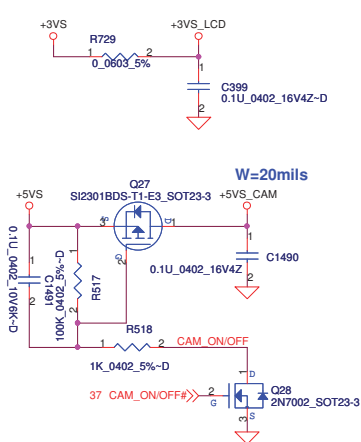 +3VS +3VS_LCD
R729
1 2
0_0603_5%
1
C399
0.1U_0402_16V4Z~D
2
W=20mils
Q27
+5VS SI2301BDS-T1-E3_SOT23-3 +5VS_CAM
3 S D 1
G
2
1
C1490
0.1U_0402_16V4Z
2
1
C1491
0.1U_0402_10V6K~D
2
1
R517
100K_0402_5%~D
2
R518
1 2 CAM_ON/OFF
1K_0402_5%~D
1
D
37 CAM_ON/OFF# 2
G
Q28
2N7002_SOT23-3
S
3